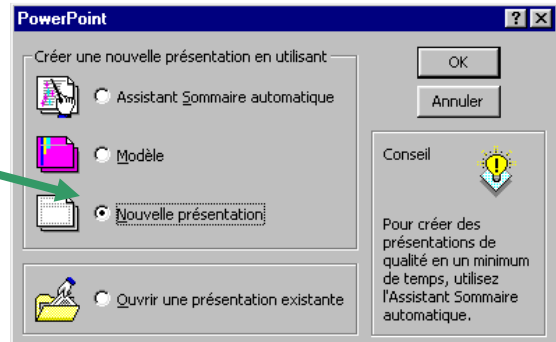 PowerPoint
Créer une nouvelle présentation en utilisant
Assistant Sommaire automatique
Modèle
Nouvelle présentation
Ouvrir une présentation existante
OK
Annuler
Conseil
Pour créer des
présentations de
qualité en un minimum
de temps, utilisez
l'Assistant Sommaire
automatique.